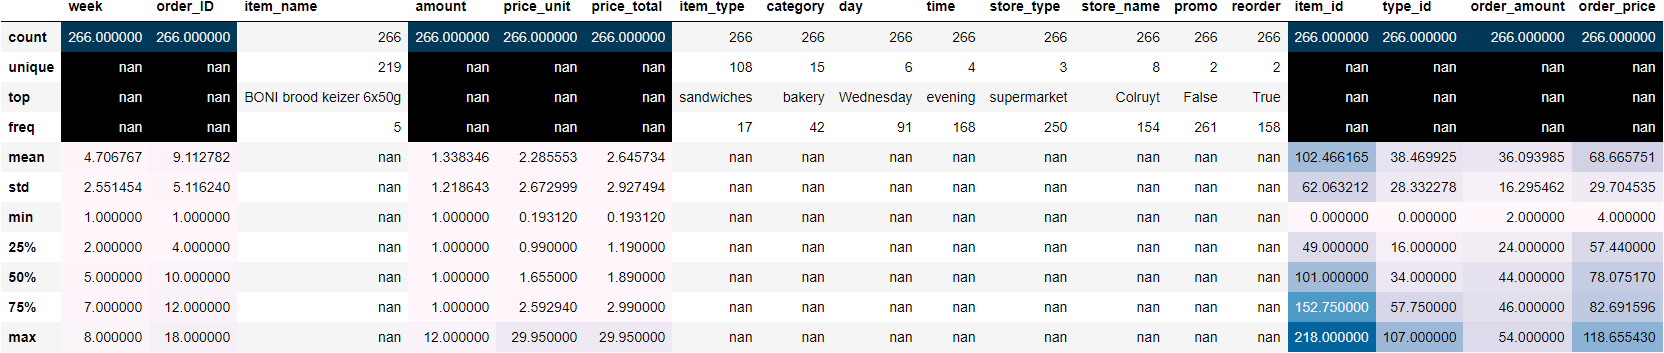 week order_ID item_name amount price_unit price_total item_type category day time store_type store_name promo reorder item_id type_id order_amount order_price
count 266.000000 266.000000 266 266.000000 266.000000 266.000000 266 266 266 266 266 266 266 266 266.000000 266.000000 266.000000 266.000000
unique nan nan 219 nan nan nan 108 15 6 4 3 8 2 2 nan nan nan nan
top nan nan BONI brood keizer 6x50g nan nan nan sandwiches bakery Wednesday evening supermarket Colruyt False True nan nan nan nan
freq nan nan 5 nan nan nan 17 42 91 168 250 154 261 158 nan nan nan nan
mean 4.706767 9.112782 nan 1.338346 2.285553 2.645734 nan nan nan nan nan nan nan nan 102.466165 38.469925 36.093985 68.665751
std 2.551454 5.116240 nan 1.218643 2.672999 2.927494 nan nan nan nan nan nan nan nan 62.063212 28.332278 16.295462 29.704535
min 1.000000 1.000000 nan 1.000000 0.193120 0.193120 nan nan nan nan nan nan nan nan 0.000000 0.000000 2.000000 4.000000
25% 2.000000 4.000000 nan 1.000000 0.990000 1.190000 nan nan nan nan nan nan nan nan 49.000000 16.000000 24.000000 57.440000
50% 5.000000 10.000000 nan 1.000000 1.655000 1.890000 nan nan nan nan nan nan nan nan 101.000000 34.000000 44.000000 78.075170
75% 7.000000 12.000000 nan 1.000000 2.592940 2.990000 nan nan nan nan nan nan nan nan 152.750000 57.750000 46.000000 82.691596
max 8.000000 18.000000 nan 12.000000 29.950000 29.950000 nan nan nan nan nan nan nan nan 218.000000 107.000000 54.000000 118.655430